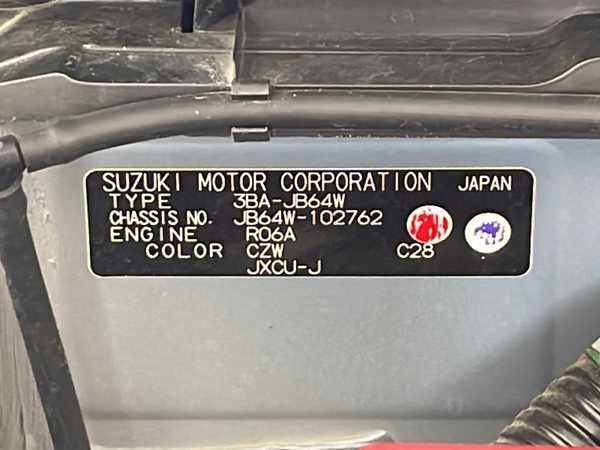 SUZUKI MOTOR CORPORATION JAPAN
TYPE 3BA-JB64W
CHASSIS NO. JB64W-102762
ENGINE R06A
COLOR CZW C28
JXCU-J